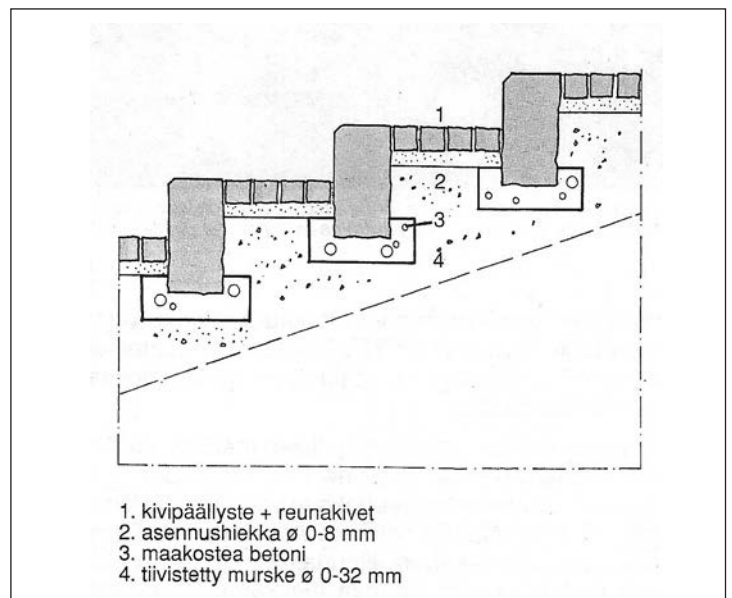 1
2
3
4
1. kivipäällyste + reunakivet
2. asennushiekka ø 0-8 mm
3. maakostea betoni
4. tiivistetty murske ø 0-32 mm